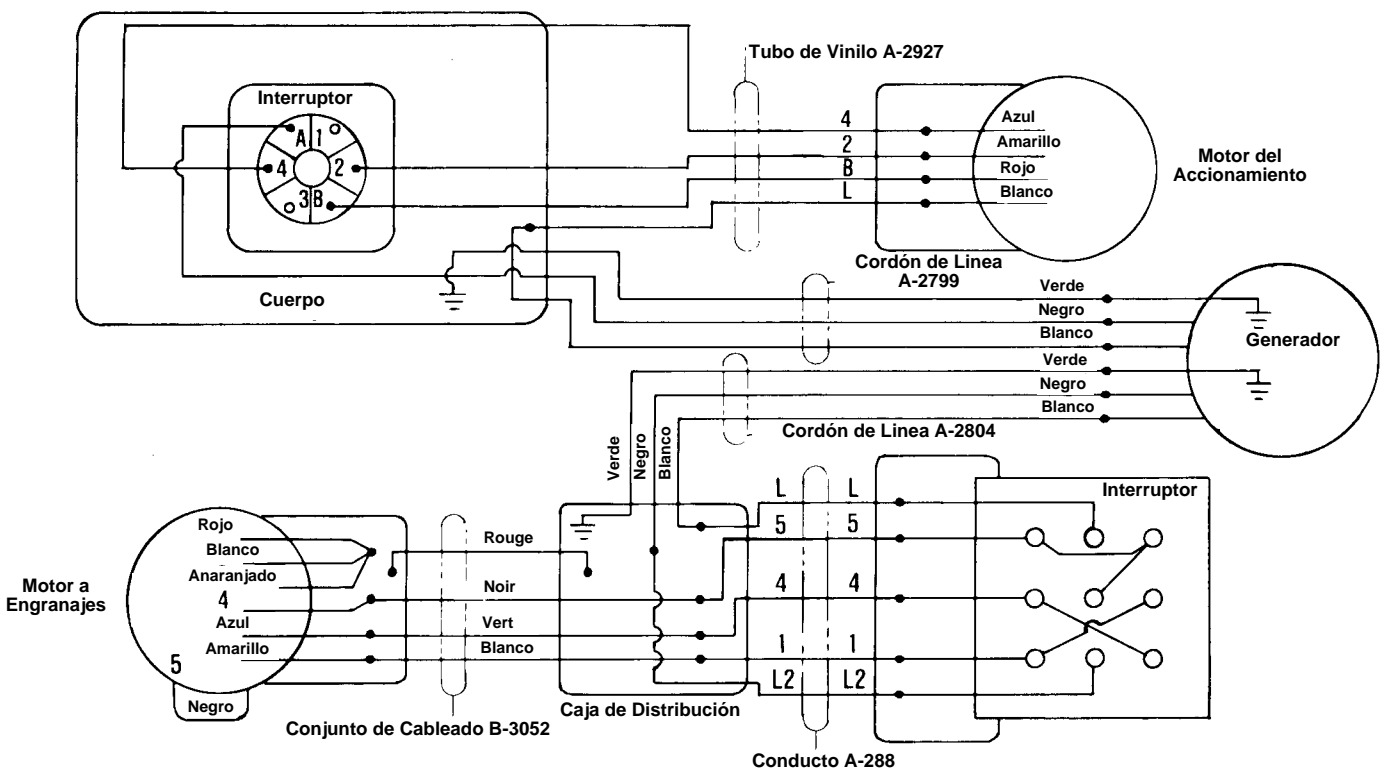 Tubo de Vinilo A-2927
Interruptor
A
1
4
2
3
B
Cuerpo
4
2
B
L
Azul
Amarillo
Rojo
Blanco
Motor del
Accionamiento
Cordón de Linea
A-2799
Verde
Negro
Blanco
Verde
Negro
Blanco
Generador
Cordón de Linea A-2804
Verde
Negro
Blanco
Motor a
Engranajes
Rojo
Blanco
Anaranjado
4
Azul
Amarillo
5
Negro
Rouge
Noir
Vert
Blanco
Conjunto de Cableado B-3052
Caja de Distribución
L
L
5
5
4
4
1
1
L2
L2
Interruptor
Conducto A-288